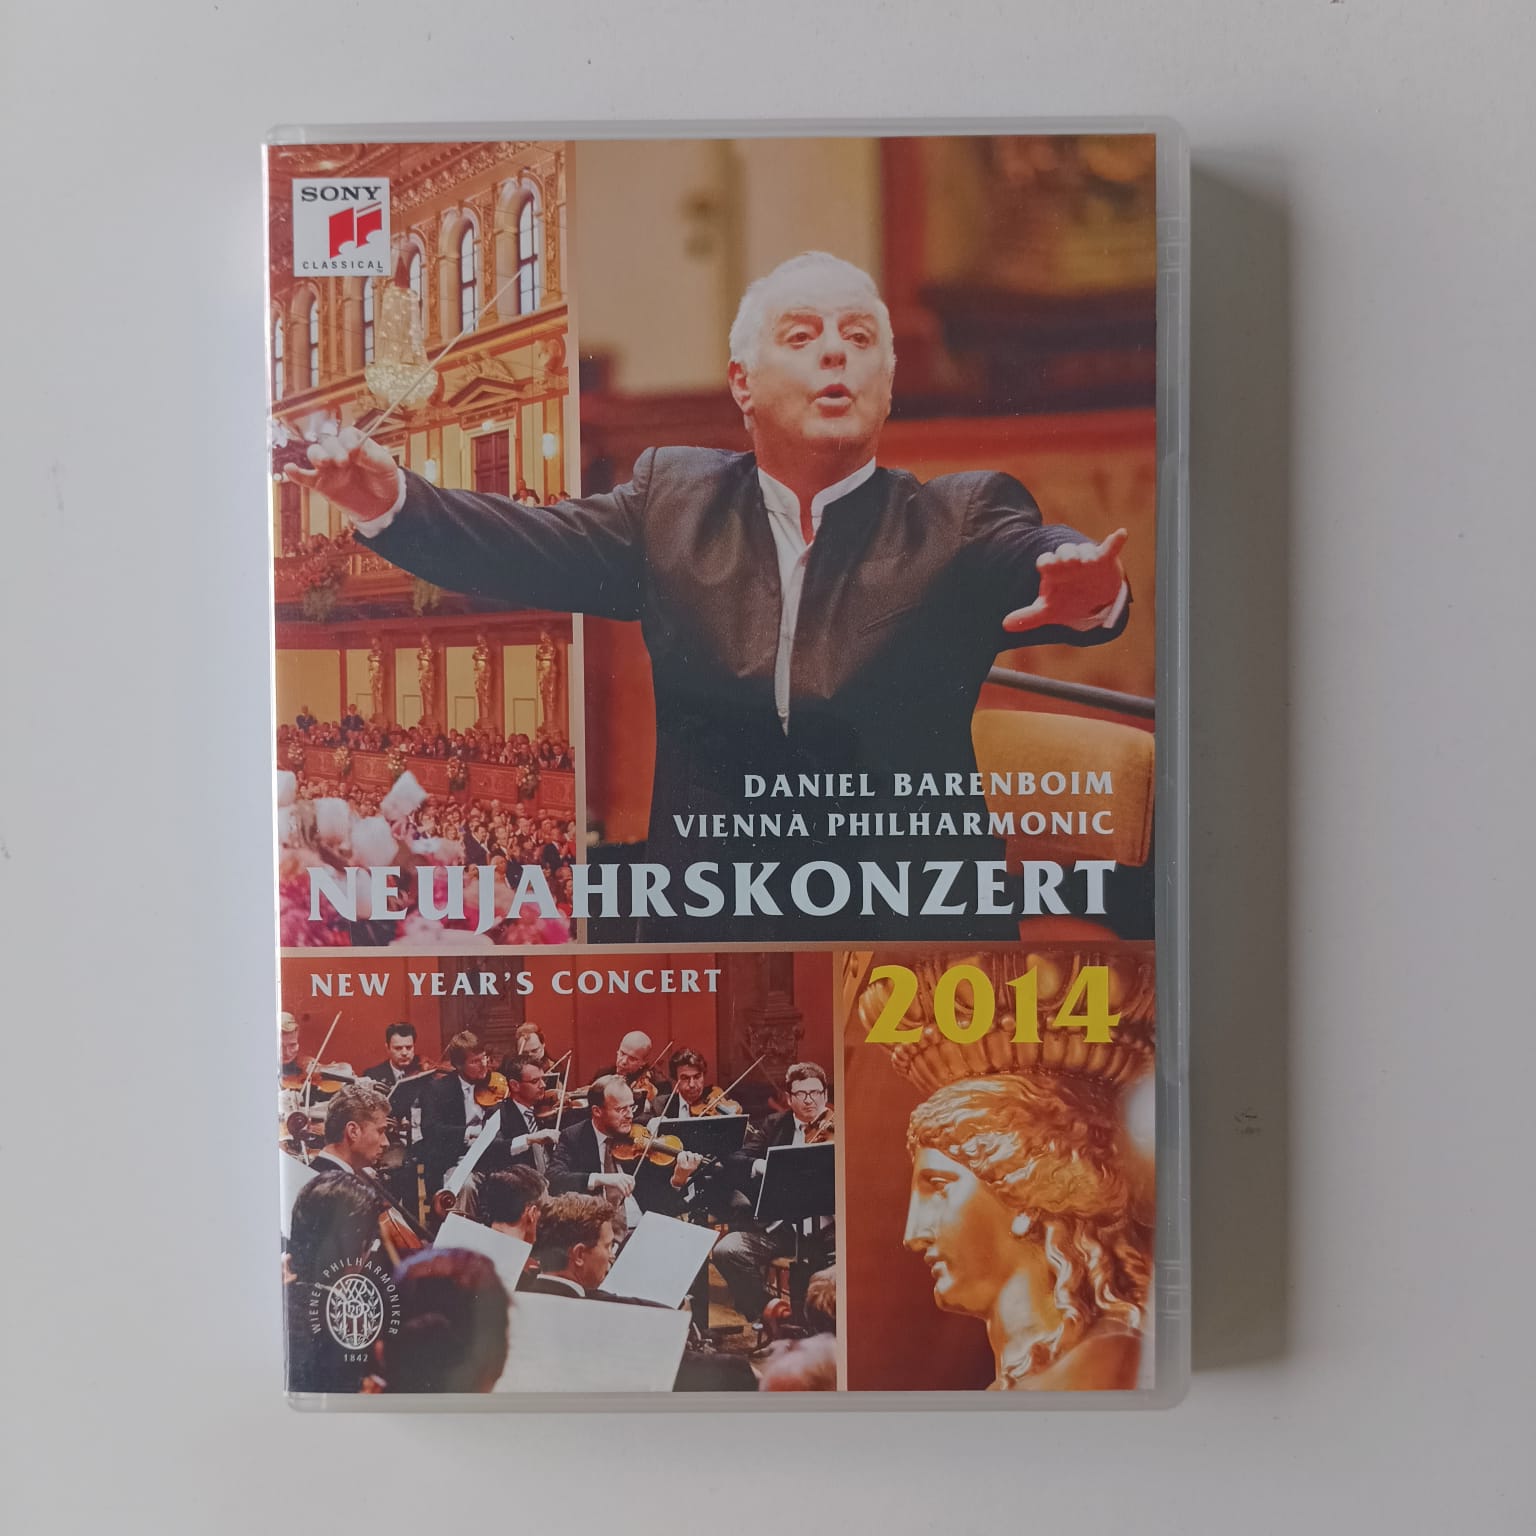 SONY
CLASSICAL
DANIEL BARENBOIM
VIENNA PHILHARMONIC
NEUJAHRSKONZERT
NEW YEAR'S CONCERT
2014
WIENER PHILHARMONIKER
1842